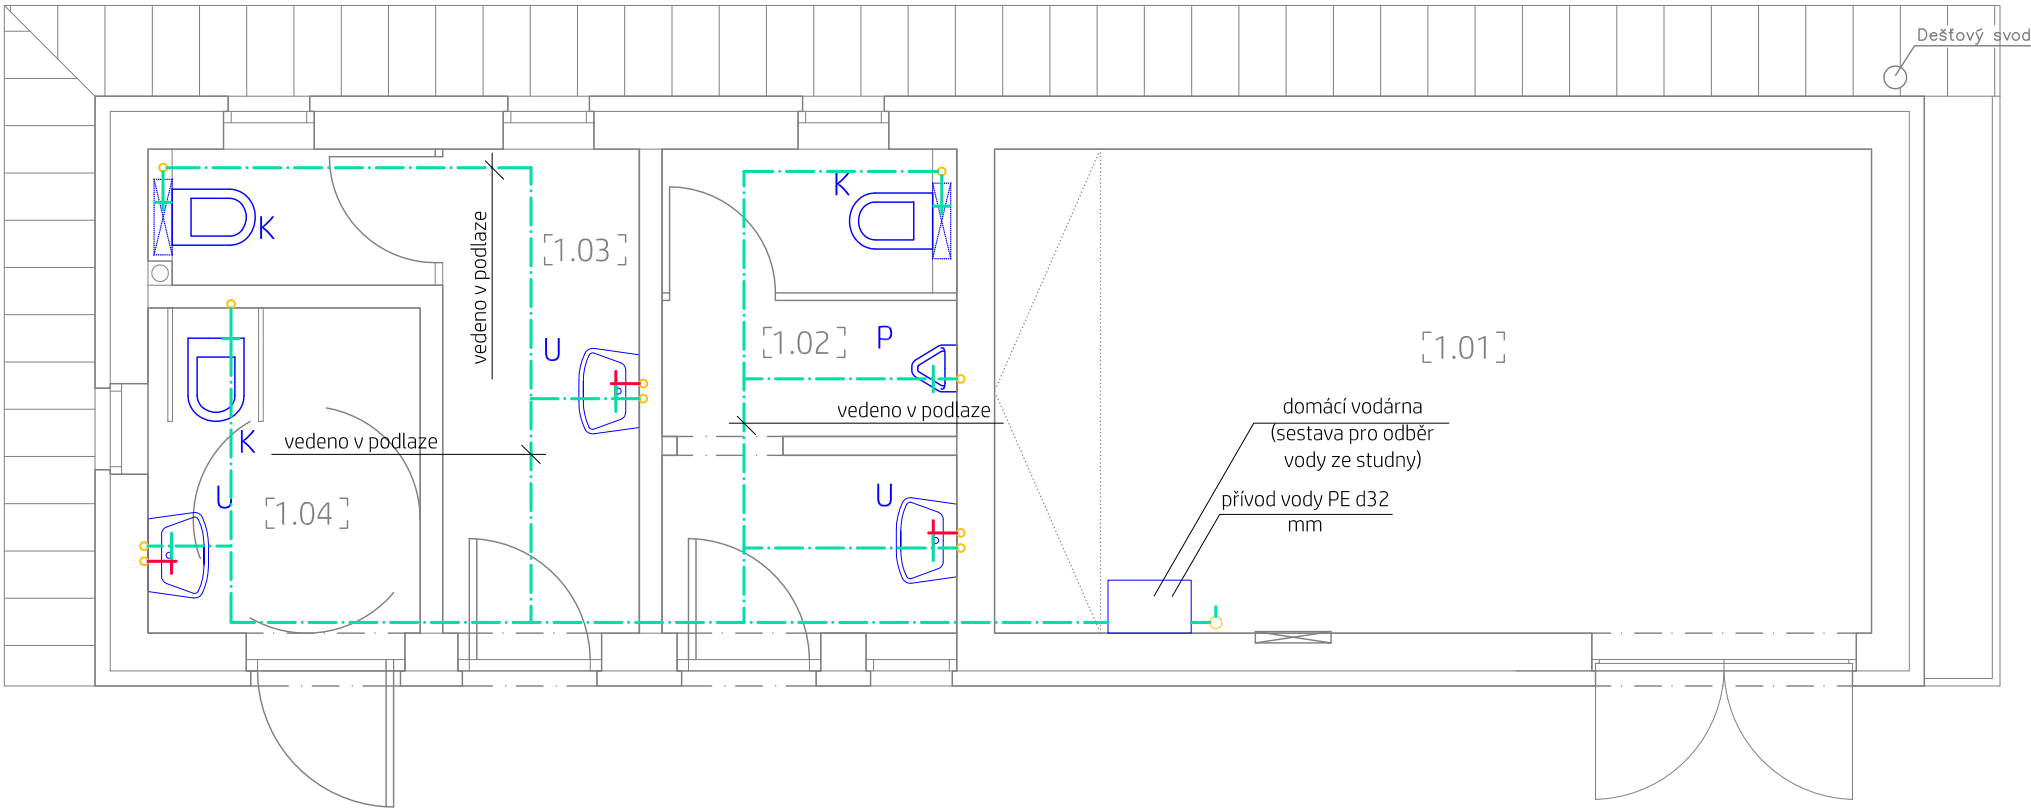 Dešťový svod
K
K
[1.03]
vedeno v podlaze
U
P
[1.02]
[1.01]
vedeno v podlaze
domácí vodárna
(sestava pro odběr
vody ze studny)
vedeno v podlaze
K
U
[1.04]
U
přívod vody PE d32
mm